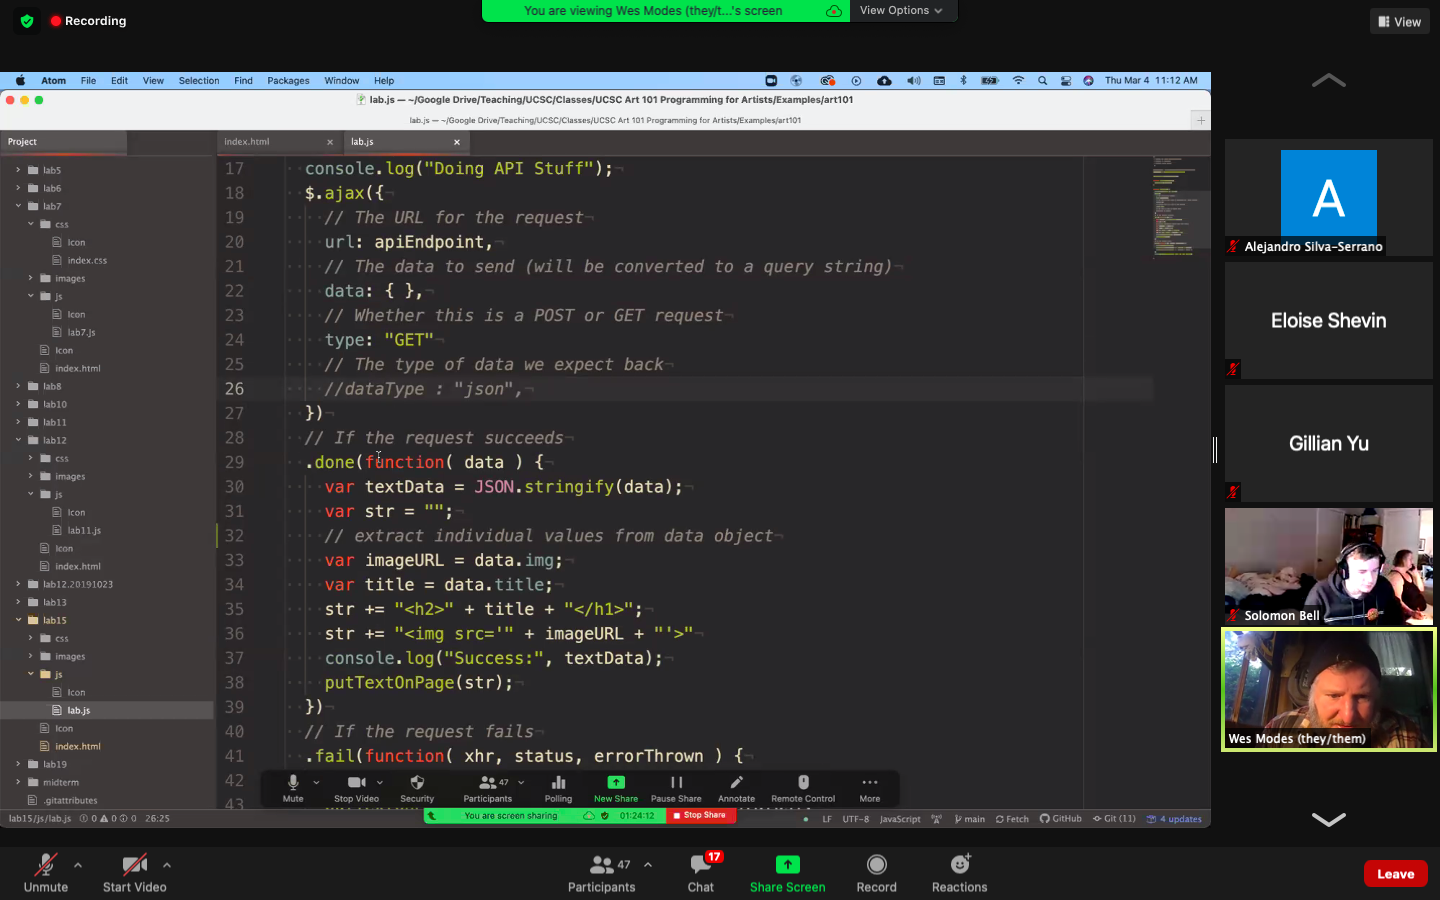 Recording
You are viewing Wes Modes (they/t...'s screen
View Options
View
Atom File Edit View Selection Find Packages Window Help
Thu Mar 4 11:12 AM
lab.js — ~/Google Drive/Teaching/UCSC/Classes/UCSC Art 101 Programming for Artists/Examples/art101
lab.js — ~/Google Drive/Teaching/UCSC/Classes/UCSC Art 101 Programming for Artists/Examples/art101
Project
index.html
lab.js
lab5
lab6
lab7
css
Icon
index.css
images
js
Icon
lab7.js
Icon
index.html
lab8
lab10
lab11
lab12
css
images
js
Icon
lab11.js
Icon
index.html
lab12.20191023
lab13
lab15
css
images
js
Icon
lab.js
Icon
index.html
lab19
midterm
.gitattributes
17 console.log("Doing API Stuff");
18 $.ajax({
19 // The URL for the request
20 url: apiEndpoint,
21 // The data to send (will be converted to a query string)
22 data: { },
23 // Whether this is a POST or GET request
24 type: "GET"
25 // The type of data we expect back
26 //dataType : "json",
27 })
28 // If the request succeeds
29 .done(function( data ) {
30 var textData = JSON.stringify(data);
31 var str = "";
32 // extract individual values from data object
33 var imageURL = data.img;
34 var title = data.title;
35 str += "<h2>" + title + "</h1>";
36 str += "<img src='" + imageURL + "'>"
37 console.log("Success:", textData);
38 putTextOnPage(str);
39 })
40 // If the request fails
41 .fail(function( xhr, status, errorThrown ) {
42
43
Mute
Stop Video
Security
47
Participants
Polling
New Share
Pause Share
Annotate
Remote Control
More
You are screen sharing
01:24:12
Stop Share
lab15/js/lab.js 0 0 0 26:25
LF UTF-8 JavaScript main Fetch GitHub Git (11) 4 updates
A
Alejandro Silva-Serrano
Eloise Shevin
Gillian Yu
Solomon Bell
Wes Modes (they/them)
Unmute
Start Video
47
Participants
17
Chat
Share Screen
Record
Reactions
Leave